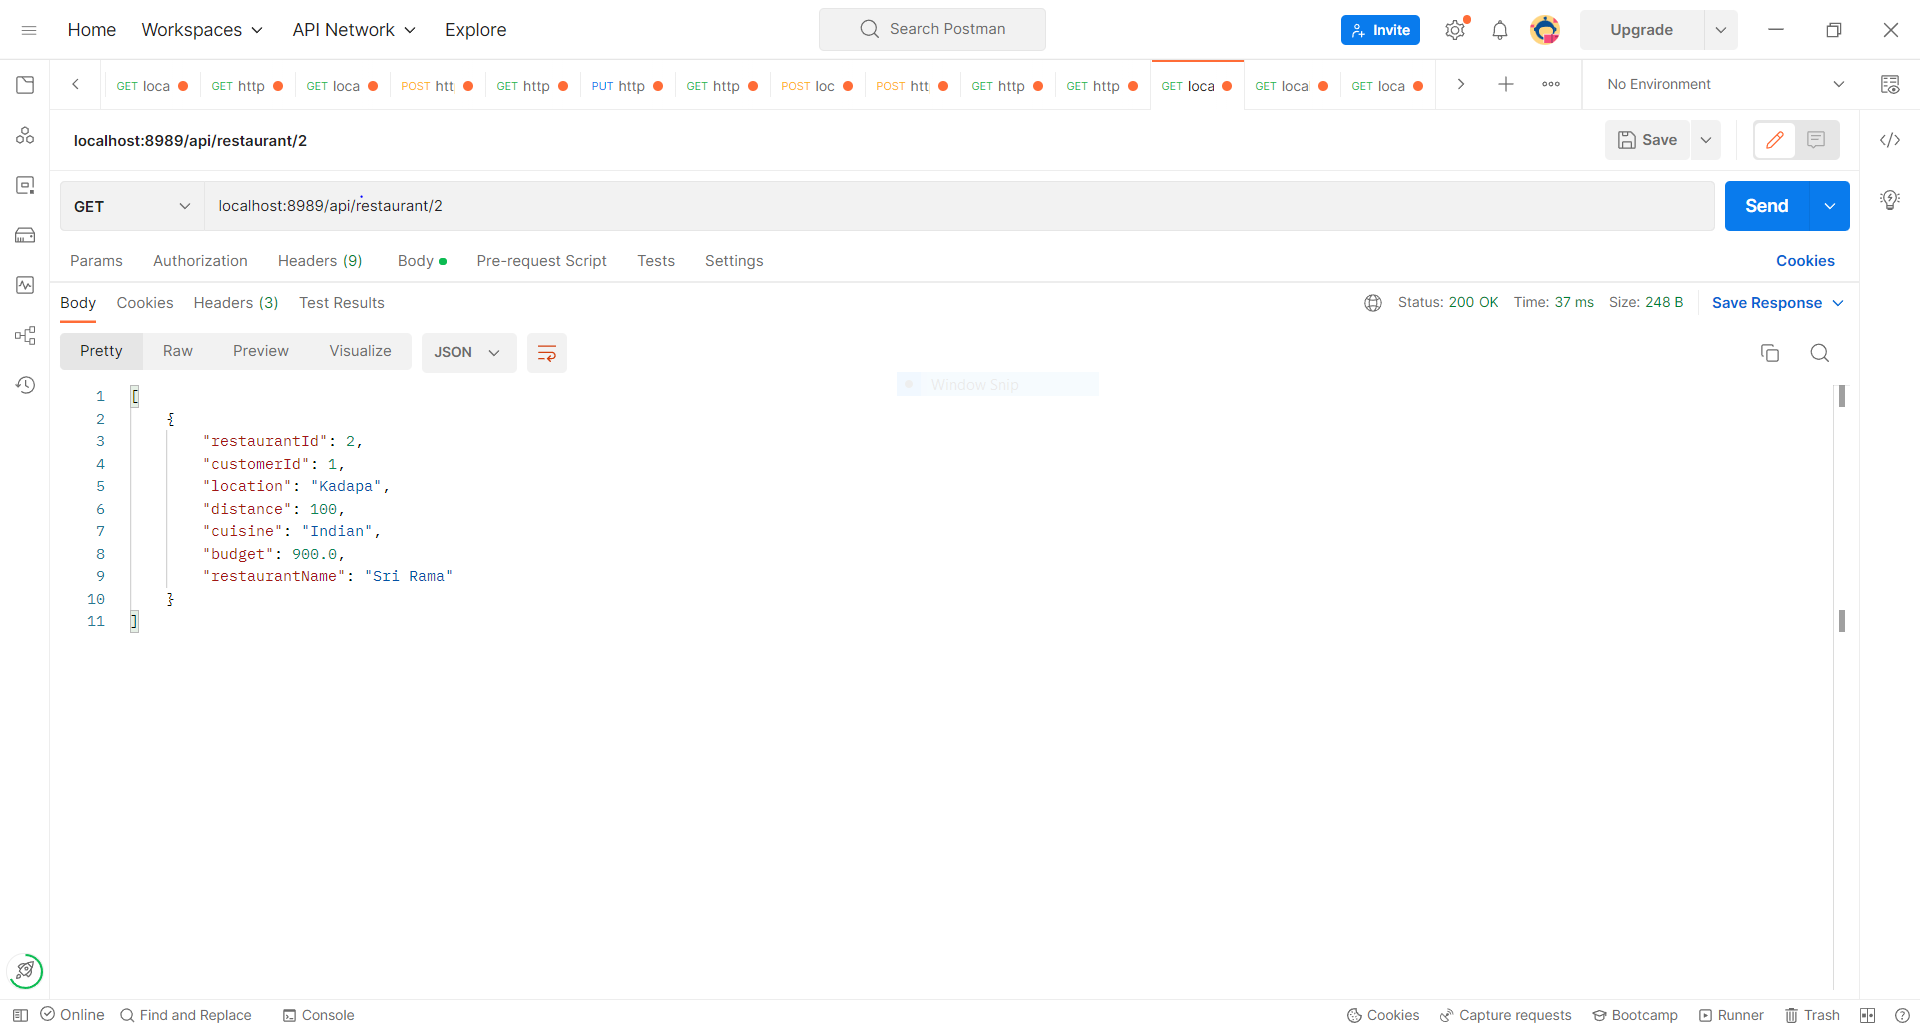 Home Workspaces API Network Explore Search Postman Invite Upgrade
GET loca GET http GET loca POST htt GET http PUT http GET http POST loc POST htt GET http GET http GET loca GET loca GET loca No Environment
localhost:8989/api/restaurant/2 Save
GET localhost:8989/api/restaurant/2 Send
Params Authorization Headers (9) Body Pre-request Script Tests Settings Cookies
Body Cookies Headers (3) Test Results Status: 200 OK Time: 37 ms Size: 248 B Save Response
Pretty Raw Preview Visualize JSON
Window Snip
1 [
2 {
3 "restaurantId": 2,
4 "customerId": 1,
5 "location": "Kadapa",
6 "distance": 100,
7 "cuisine": "Indian",
8 "budget": 900.0,
9 "restaurantName": "Sri Rama"
10 }
11 ]
Online Find and Replace Console Cookies Capture requests Bootcamp Runner Trash